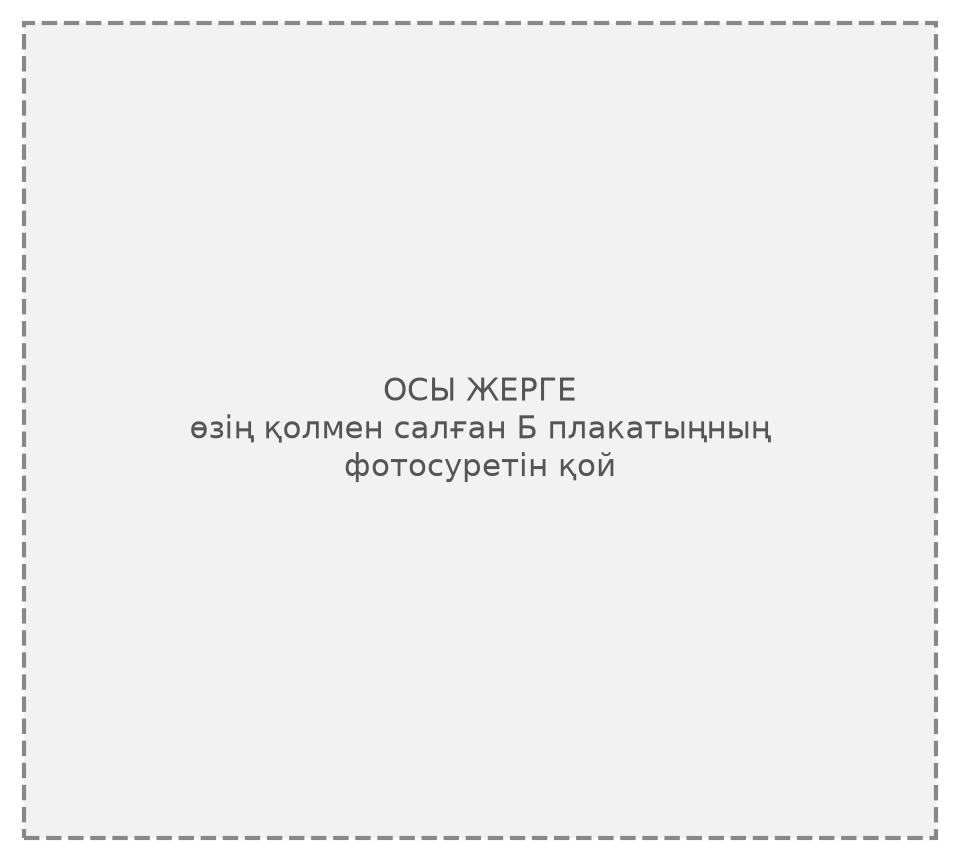 ОСЫ ЖЕРГЕ
өзің қолмен салған Б плакатыңның
фотосуретін қой